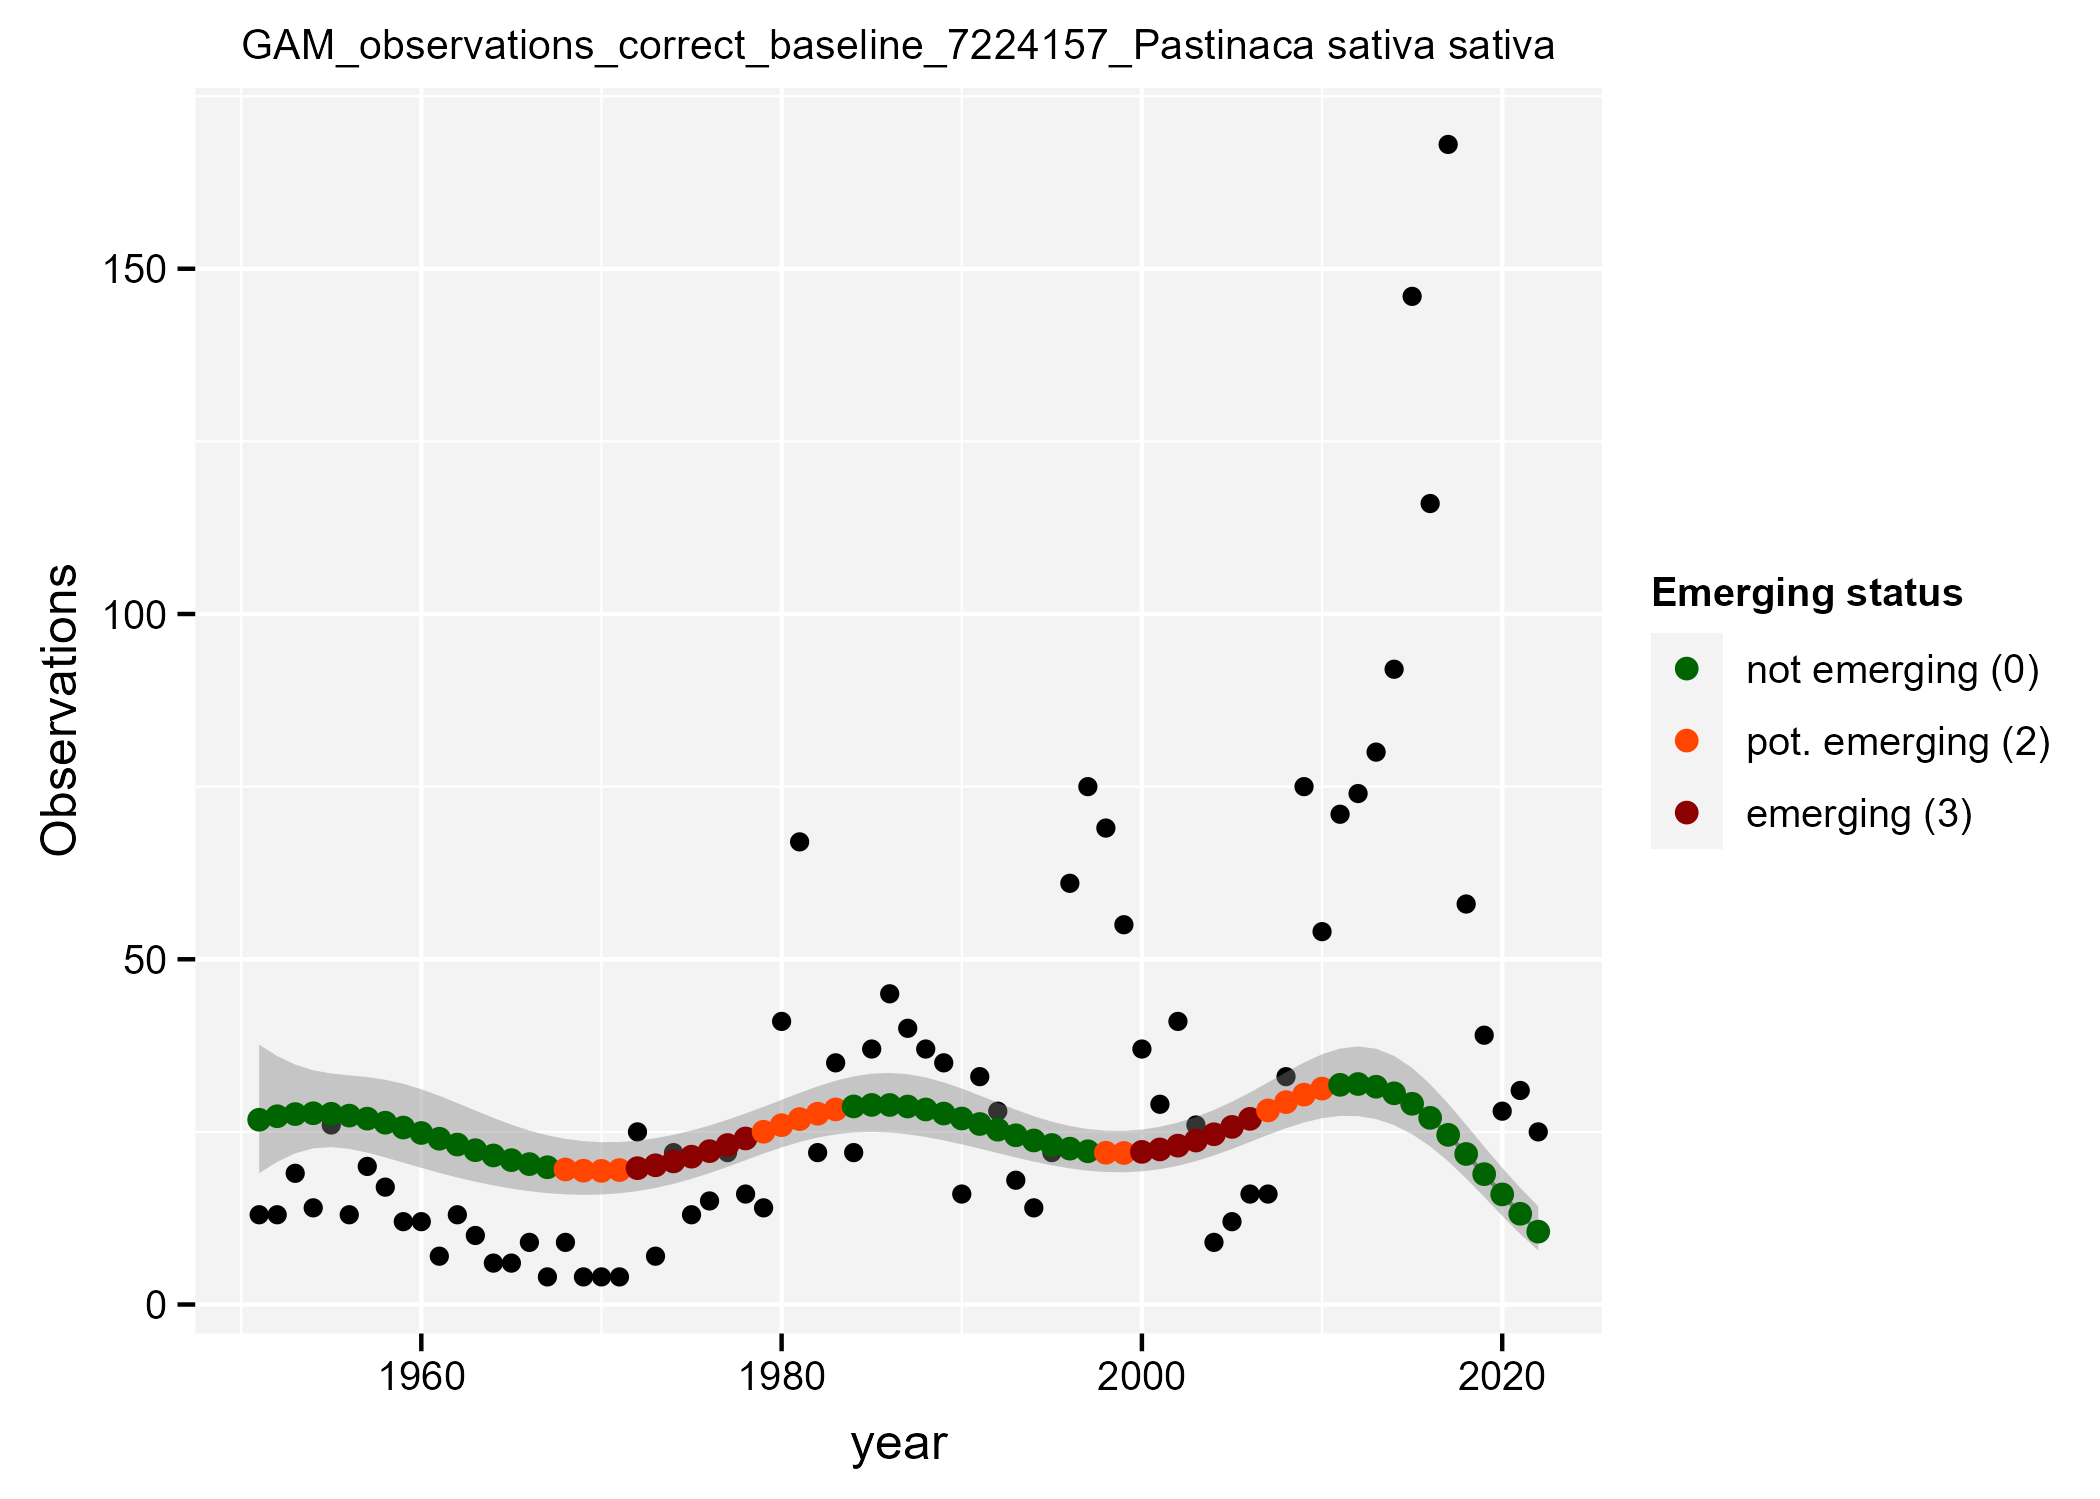 GAM_observations_correct_baseline_7224157_Pastinaca sativa sativa
150
100
50
0
Observations
1960 1980 2000 2020
year
Emerging status
not emerging (0)
pot. emerging (2)
emerging (3)